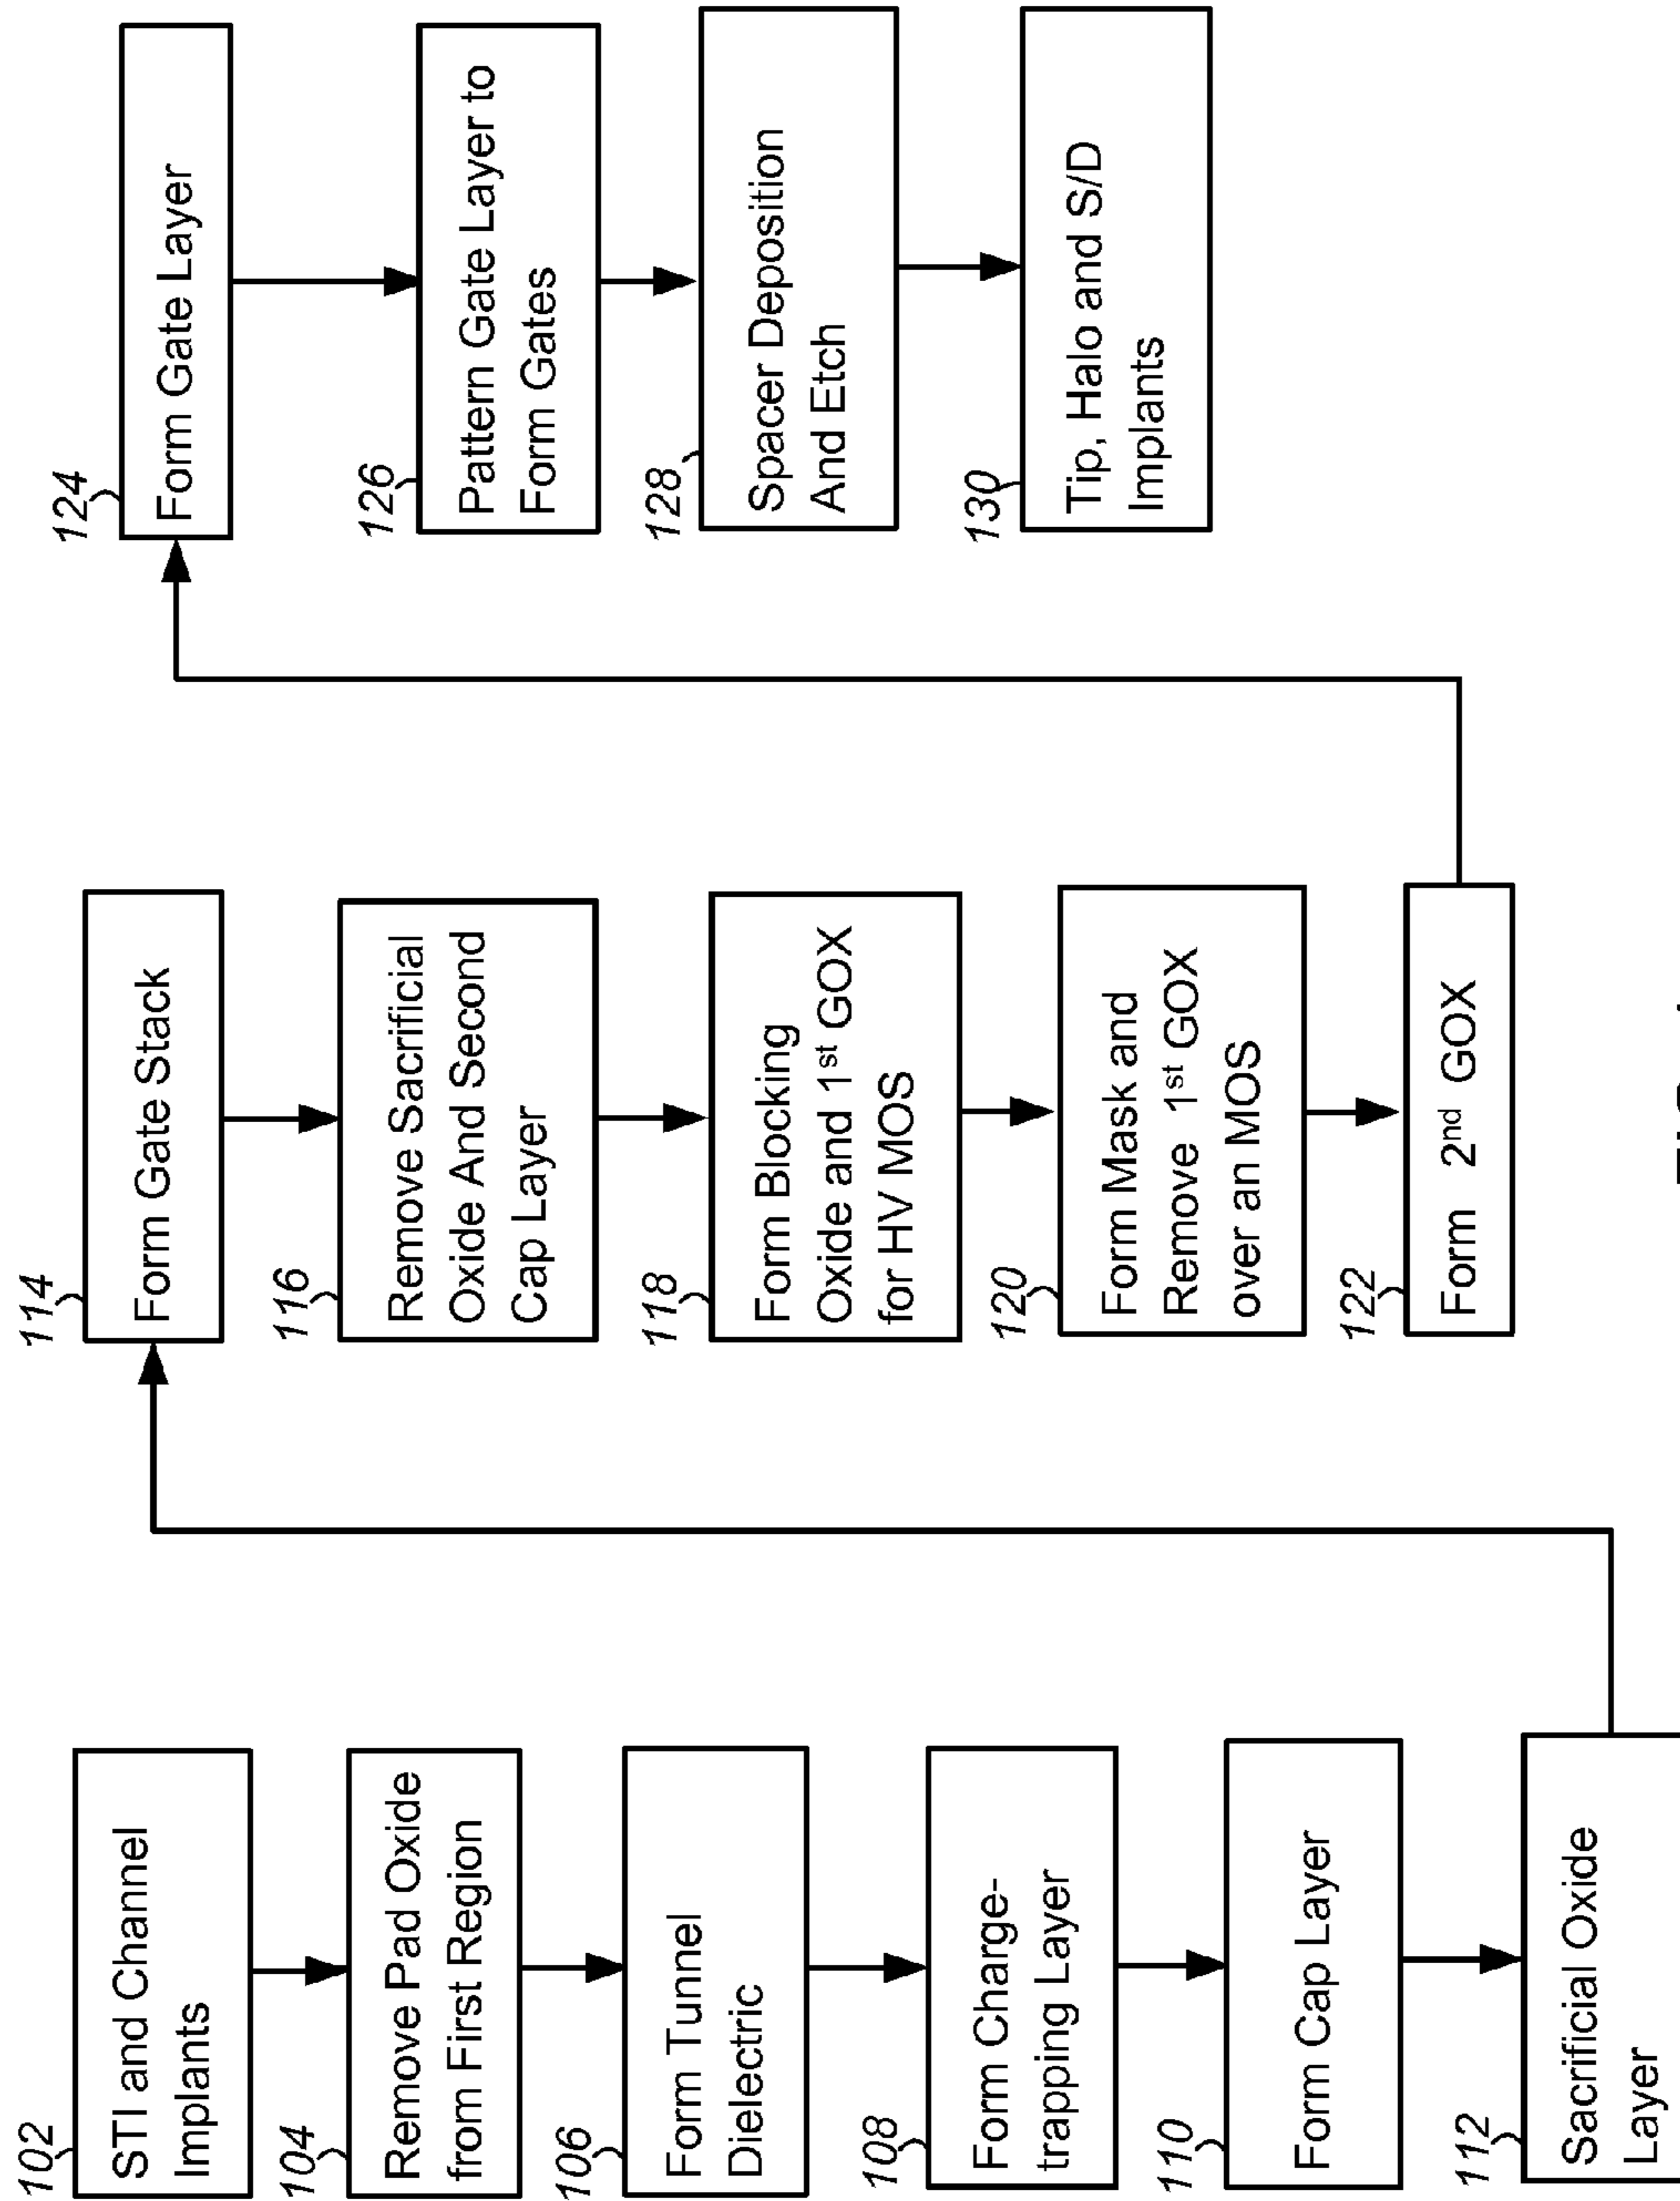 102
STI and Channel
Implants
104
Remove Pad Oxide
from First Region
106
Form Tunnel
Dielectric
108
Form Charge-
trapping Layer
110
Form Cap Layer
112
Sacrificial Oxide
Layer
114
Form Gate Stack
116
Remove Sacrificial
Oxide And Second
Cap Layer
118
Form Blocking
Oxide and 1st GOX
for HV MOS
120
Form Mask and
Remove 1st GOX
over an MOS
122
Form 2nd GOX
124
Form Gate Layer
126
Pattern Gate Layer to
Form Gates
128
Spacer Deposition
And Etch
130
Tip, Halo and S/D
Implants